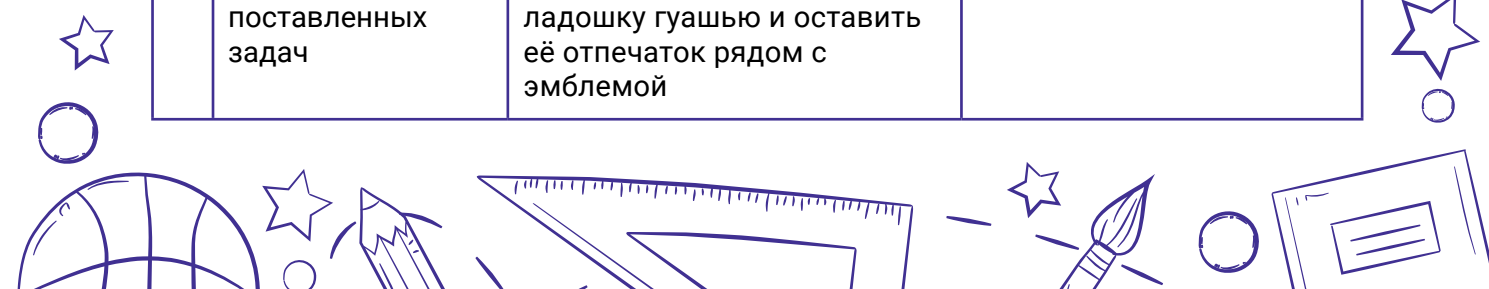 поставленных
задач
ладошку гуашью и оставить
её отпечаток рядом с
эмблемой